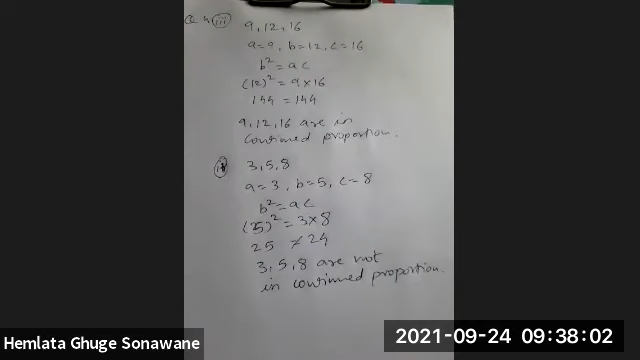 Q 4 (iii) 9, 12, 16
a = 9, b = 12, c = 16
b² = ac
(12)² = 9 × 16
144 = 144
9, 12, 16 are in
continued proportion.
3, 5, 8
a = 3, b = 5, c = 8
b² = ac
(5)² = 3 × 8
25 ≠ 24
3, 5, 8 are not
in continued proportion.
Hemlata Ghuge Sonawane
2021-09-24 09:38:02